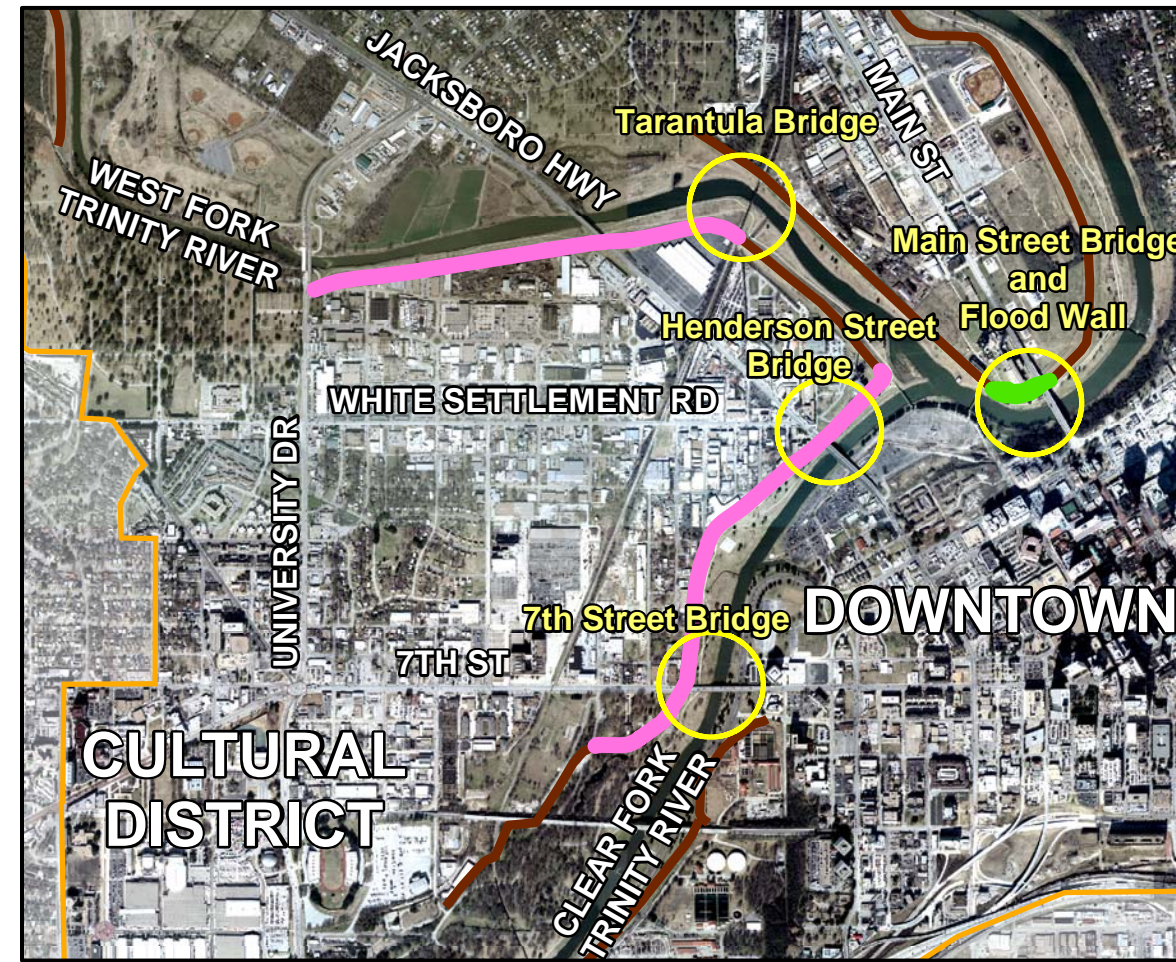 JACKSBORO HWY
MAIN ST
Tarantula Bridge
WEST FORK
TRINITY RIVER
Main Street Bridge
and
Flood Wall
Henderson Street
Bridge
WHITE SETTLEMENT RD
UNIVERSITY DR
7th Street Bridge
DOWNTOWN
7TH ST
CULTURAL
DISTRICT
CLEAR FORK
TRINITY RIVER